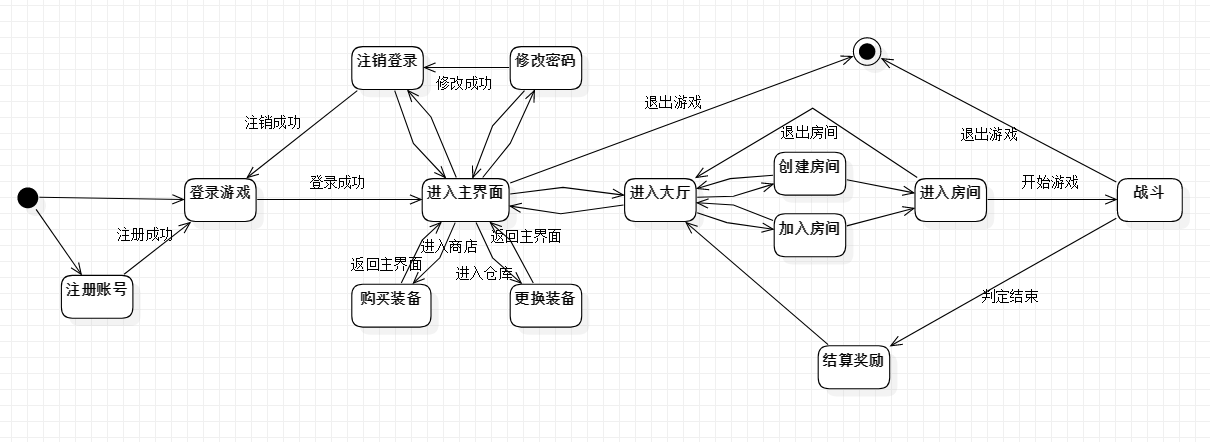 注销登录
修改密码
修改成功
退出游戏
注销成功
退出房间
退出游戏
创建房间
登录成功
开始游戏
登录游戏
进入主界面
进入大厅
进入房间
战斗
加入房间
注册成功
返回主界面
进入商店
返回主界面
进入仓库
注册账号
购买装备
更换装备
判定结束
结算奖励